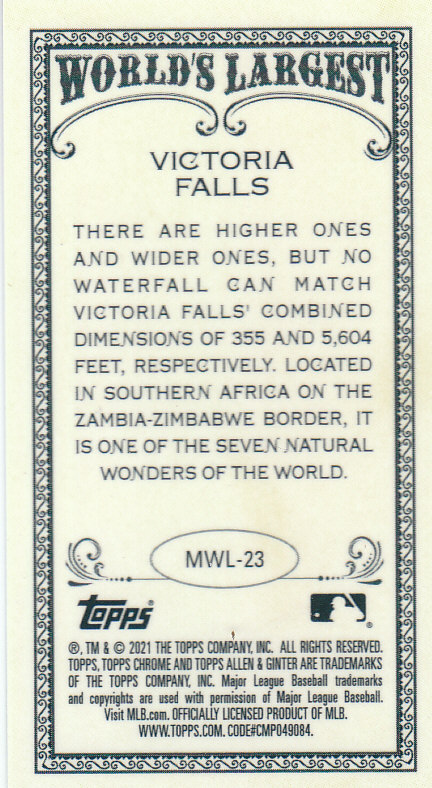 WORLD'S LARGEST
VICTORIA
FALLS
THERE ARE HIGHER ONES
AND WIDER ONES, BUT NO
WATERFALL CAN MATCH
VICTORIA FALLS' COMBINED
DIMENSIONS OF 355 AND 5,604
FEET, RESPECTIVELY. LOCATED
IN SOUTHERN AFRICA ON THE
ZAMBIA-ZIMBABWE BORDER, IT
IS ONE OF THE SEVEN NATURAL
WONDERS OF THE WORLD.
MWL-23
TOPPS®
®
®, TM & © 2021 THE TOPPS COMPANY, INC. ALL RIGHTS RESERVED.
TOPPS, TOPPS CHROME AND TOPPS ALLEN & GINTER ARE TRADEMARKS
OF THE TOPPS COMPANY, INC. Major League Baseball trademarks
and copyrights are used with permission of Major League Baseball.
Visit MLB.com. OFFICIALLY LICENSED PRODUCT OF MLB.
WWW.TOPPS.COM. CODE#CMP049084.